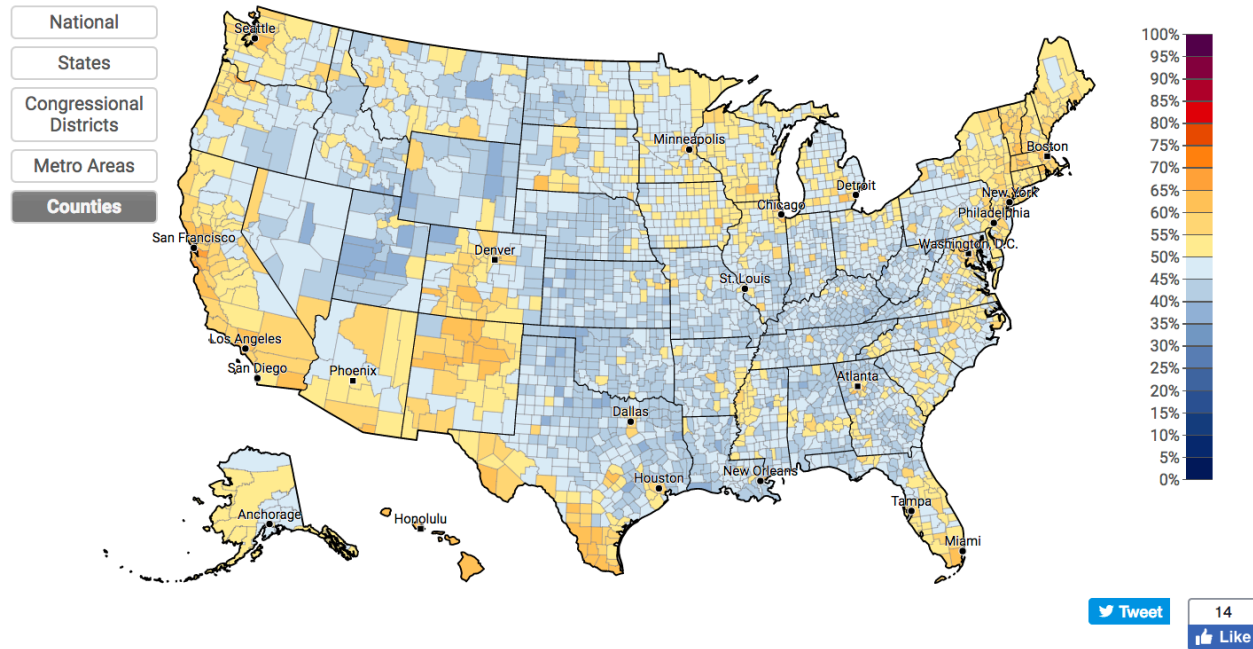 National
States
Congressional
Districts
Metro Areas
Counties
Seattle
Minneapolis
Boston
Detroit
New York
Chicago
Philadelphia
San Francisco
Denver
Washington, D.C.
St. Louis
Los Angeles
San Diego
Phoenix
Atlanta
Dallas
Houston
New Orleans
Tampa
Anchorage
Honolulu
Miami
100%
95%
90%
85%
80%
75%
70%
65%
60%
55%
50%
45%
40%
35%
30%
25%
20%
15%
10%
5%
0%
Tweet
14
Like